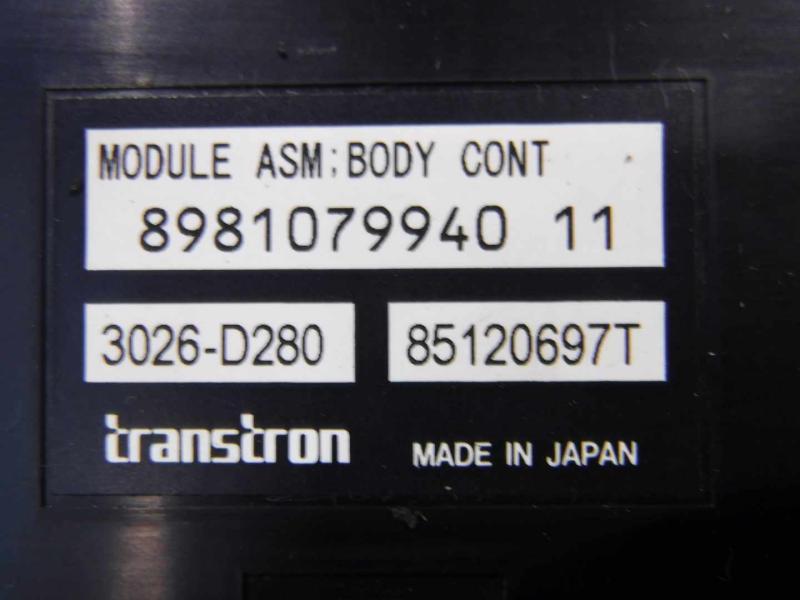 MODULE ASM;BODY CONT
8981079940 11
3026-D280
85120697T
transtron
MADE IN JAPAN